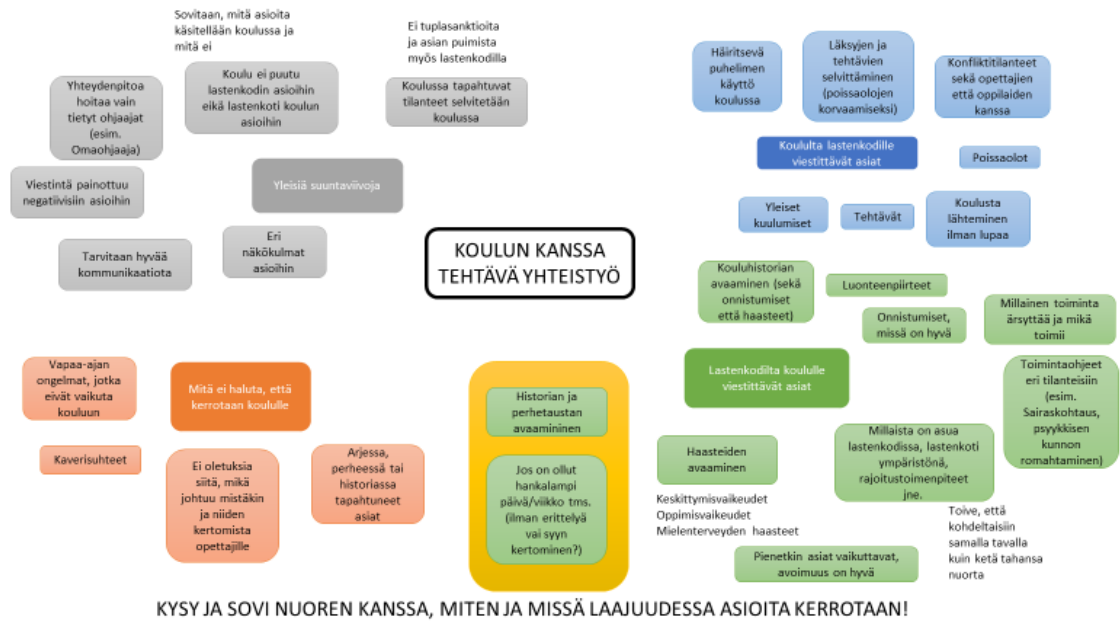 Sovitaan, mitä asioita
käsitellään koulussa ja
mitä ei
Ei tuplasanktioita
ja asian puimista
myös lastenkodilla
Yhteydenpitoa
hoitaa vain
tietyt ohjaajat
(esim.
Omaohjaaja)
Koulu ei puutu
lastenkodin asioihin
eikä lastenkoti koulun
asioihin
Koulussa tapahtuvat
tilanteet selvitetään
koulussa
Viestintä painottuu
negatiivisiin asioihin
Yleisiä suuntaviivoja
Tarvitaan hyvää
kommunikaatiota
Eri
näkökulmat
asioihin
KOULUN KANSSA
TEHTÄVÄ YHTEISTYÖ
Häiritsevä
puhelimen
käyttö
koulussa
Läksyjen ja
tehtävien
selvittäminen
(poissaolojen
korvaamiseksi)
Konfliktitilanteet
sekä opettajien
että oppilaiden
kanssa
Koululta lastenkodille
viestittävät asiat
Poissaolot
Yleiset
kuulumiset
Tehtävät
Koulusta
lähteminen
ilman lupaa
Kouluhistorian
avaaminen (sekä
onnistumiset
että haasteet)
Luonteenpiirteet
Onnistumiset,
missä on hyvä
Millainen toiminta
ärsyttää ja mikä
toimii
Lastenkodilta koululle
viestittävät asiat
Toimintaohjeet
eri tilanteisiin
(esim.
Sairaskohtaus,
psyykkisen
kunnon
romahtaminen)
Haasteiden
avaaminen
Keskittymisvaikeudet
Oppimisvaikeudet
Mielenterveyden haasteet
Millaista on asua
lastenkodissa, lastenkoti
ympäristönä,
rajoitustoimenpiteet
jne.
Toive, että
kohdeltaisiin
samalla tavalla
kuin ketä tahansa
nuorta
Pienetkin asiat vaikuttavat,
avoimuus on hyvä
Vapaa-ajan
ongelmat, jotka
eivät vaikuta
kouluun
Mitä ei haluta, että
kerrotaan koululle
Kaverisuhteet
Ei oletuksia
siitä, mikä
johtuu mistäkin
ja niiden
kertomista
opettajille
Arjessa,
perheessä tai
historiassa
tapahtuneet
asiat
Historian ja
perhetaustan
avaamininen
Jos on ollut
hankalampi
päivä/viikko tms.
(ilman erittelyä
vai syyn
kertominen?)
KYSY JA SOVI NUOREN KANSSA, MITEN JA MISSÄ LAAJUUDESSA ASIOITA KERROTAAN!